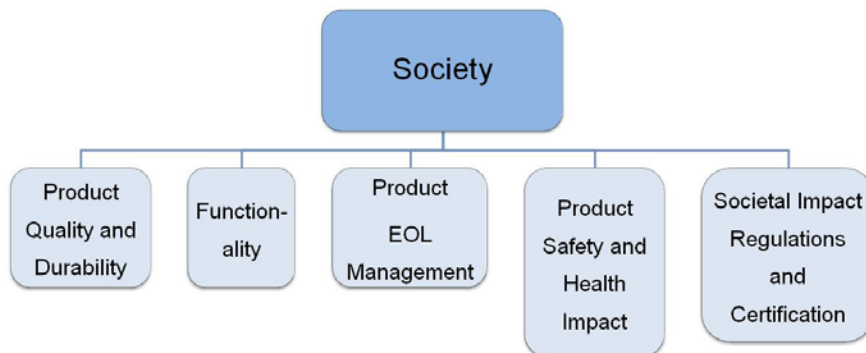 Society
Product
Quality and
Durability
Function-
ality
Product
EOL
Management
Product
Safety and
Health
Impact
Societal Impact
Regulations
and
Certification